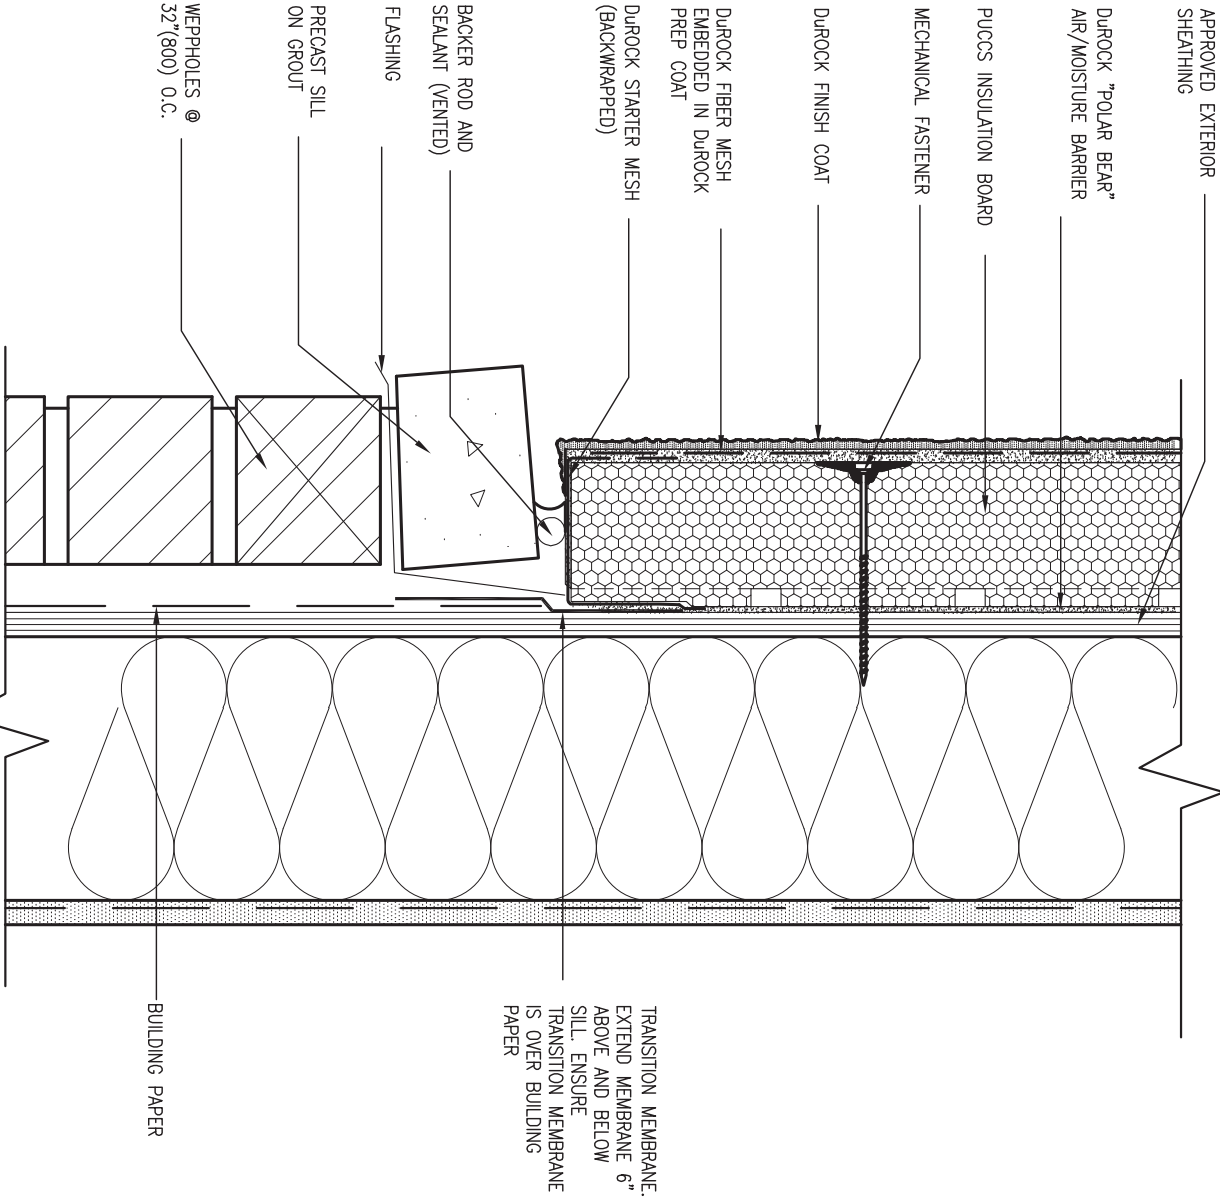 APPROVED EXTERIOR
SHEATHING
DuROCK "POLAR BEAR"
AIR/MOISTURE BARRIER
PUCCS INSULATION BOARD
MECHANICAL FASTENER
DuROCK FINISH COAT
DuROCK FIBER MESH
EMBEDDED IN DuROCK
PREP COAT
DuROCK STARTER MESH
(BACKWRAPPED)
BACKER ROD AND
SEALANT (VENTED)
FLASHING
PRECAST SILL
ON GROUT
WEPPHOLES @
32"(800) O.C.
TRANSITION MEMBRANE.
EXTEND MEMBRANE 6"
ABOVE AND BELOW
SILL. ENSURE
TRANSITION MEMBRANE
IS OVER BUILDING
PAPER
BUILDING PAPER